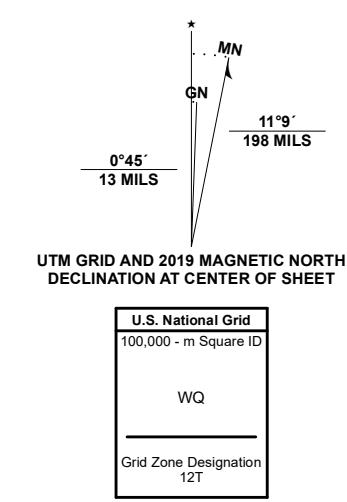 ★
MN
GN
11°9´
198 MILS
0°45´
13 MILS
UTM GRID AND 2019 MAGNETIC NORTH
DECLINATION AT CENTER OF SHEET
U.S. National Grid
100,000 - m Square ID
WQ
Grid Zone Designation
12T